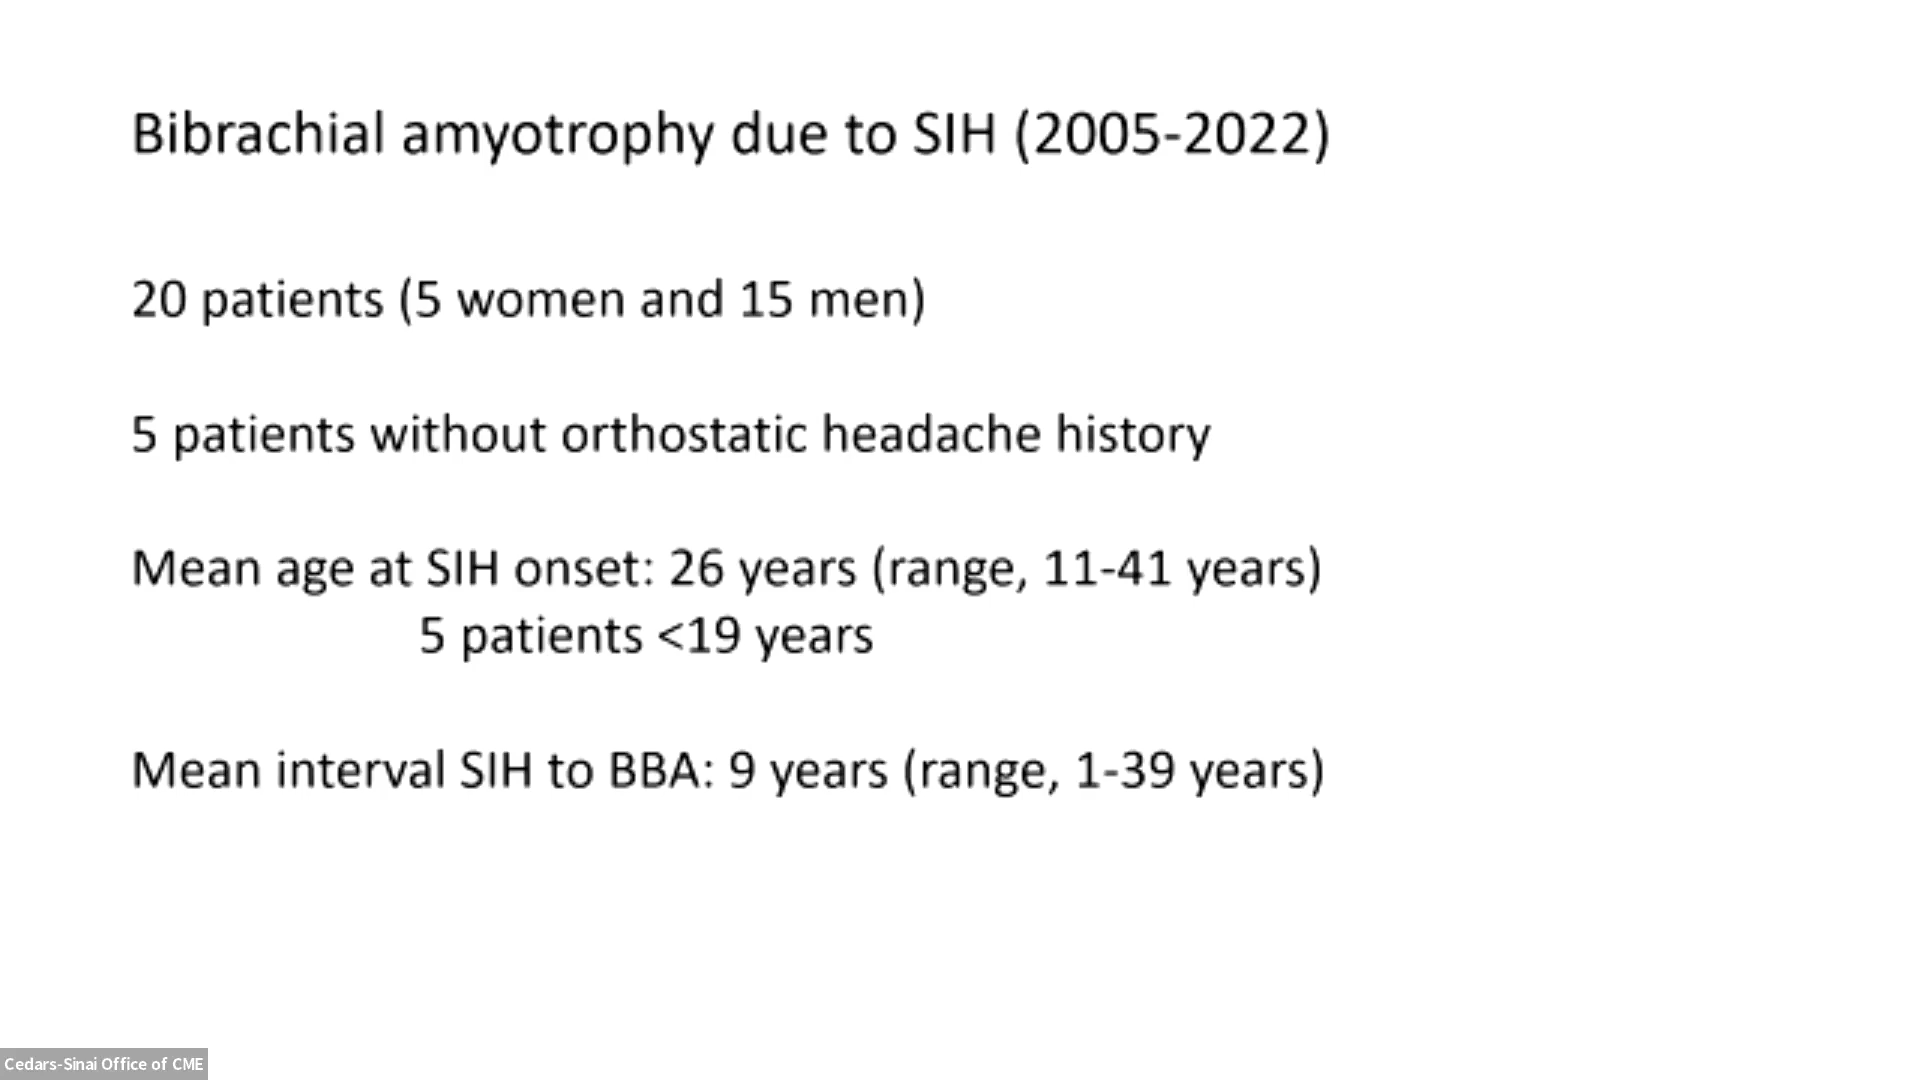 Bibrachial amyotrophy due to SIH (2005-2022)
20 patients (5 women and 15 men)
5 patients without orthostatic headache history
Mean age at SIH onset: 26 years (range, 11-41 years)
5 patients <19 years
Mean interval SIH to BBA: 9 years (range, 1-39 years)
Cedars-Sinai Office of CME